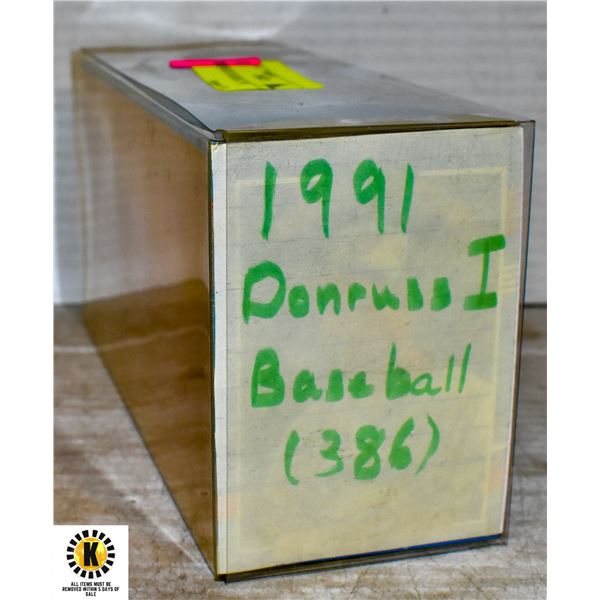 1991
Donruss I
Baseball
(386)
K
ALL ITEMS MUST BE
REMOVED WITHIN 5 DAYS OF
SALE